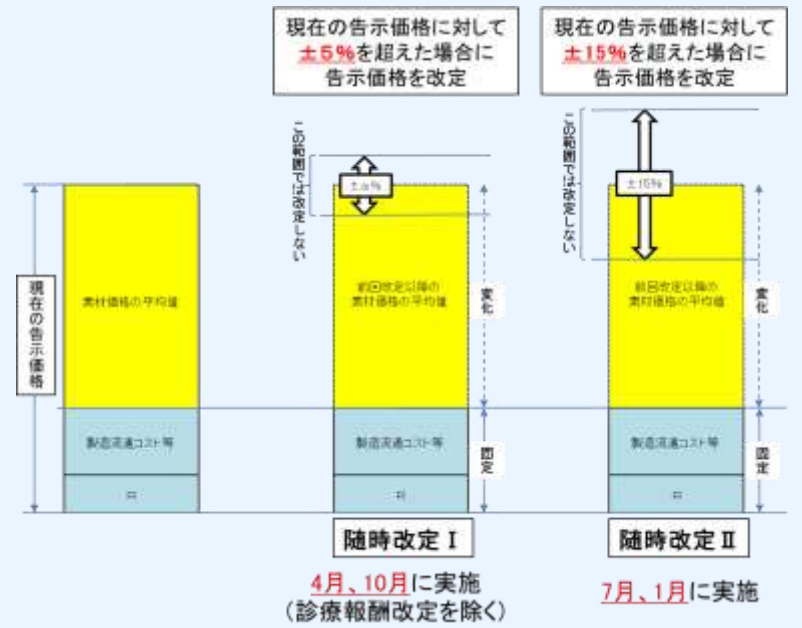 現在の告示価格に対して
±5%を超えた場合に
告示価格を改定
現在の告示価格に対して
±15%を超えた場合に
告示価格を改定
この範囲では改定しない
この範囲では改定しない
±15%
現在の告示価格
素材価格の平均値
前回改定以降の
素材価格の平均値
変化
前回改定以降の
素材価格の平均値
変化
製造流通コスト等
製造流通コスト等
固定
製造流通コスト等
固定
随時改定Ⅰ
随時改定Ⅱ
4月、10月に実施
(診療報酬改定を除く)
7月、1月に実施